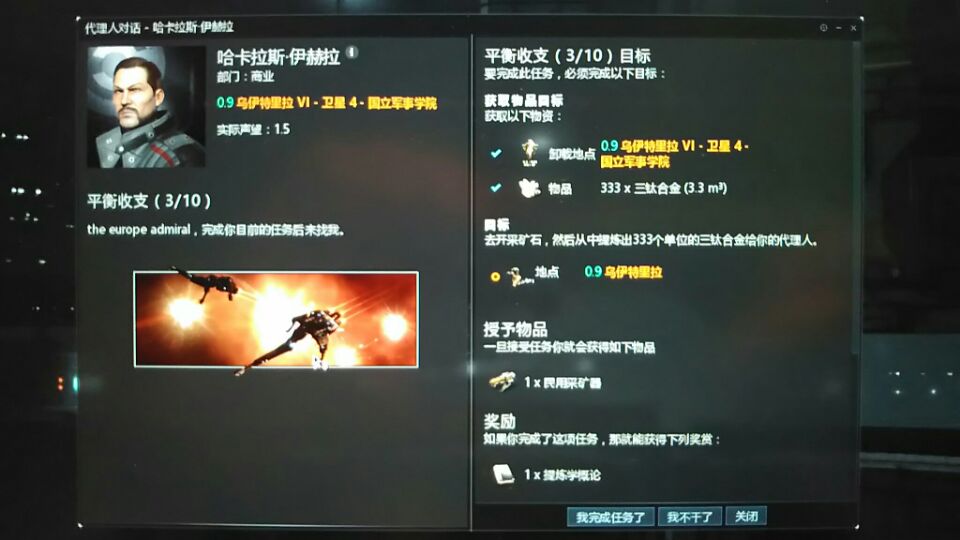 代理人对话 - 哈卡拉斯·伊赫拉
哈卡拉斯·伊赫拉
部门：商业
0.9 乌伊特里拉 VI - 卫星 4 - 国立军事学院
实际声望：1.5
平衡收支（3/10）
the europe admiral，完成你目前的任务后来找我。
平衡收支（3/10）目标
要完成此任务，必须完成以下目标：
获取物品目标
获取以下物资：
卸载地点 0.9 乌伊特里拉 VI - 卫星 4 -
国立军事学院
物品 333 x 三钛合金 (3.3 m³)
目标
去开采矿石，然后从中提炼出333个单位的三钛合金给你的代理人。
地点 0.9 乌伊特里拉
授予物品
一旦接受任务你就会获得如下物品
1 x 民用采矿器
奖励
如果你完成了这项任务，那就能获得下列奖赏：
1 x 提炼学概论
我完成任务了 我不干了 关闭